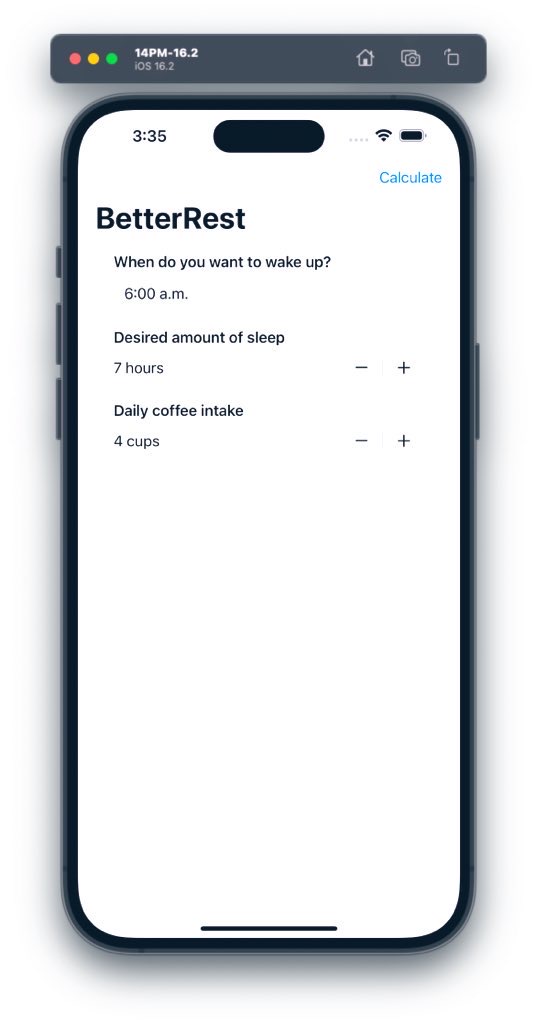 14PM-16.2
iOS 16.2
3:35
Calculate
BetterRest
When do you want to wake up?
6:00 a.m.
Desired amount of sleep
7 hours
Daily coffee intake
4 cups